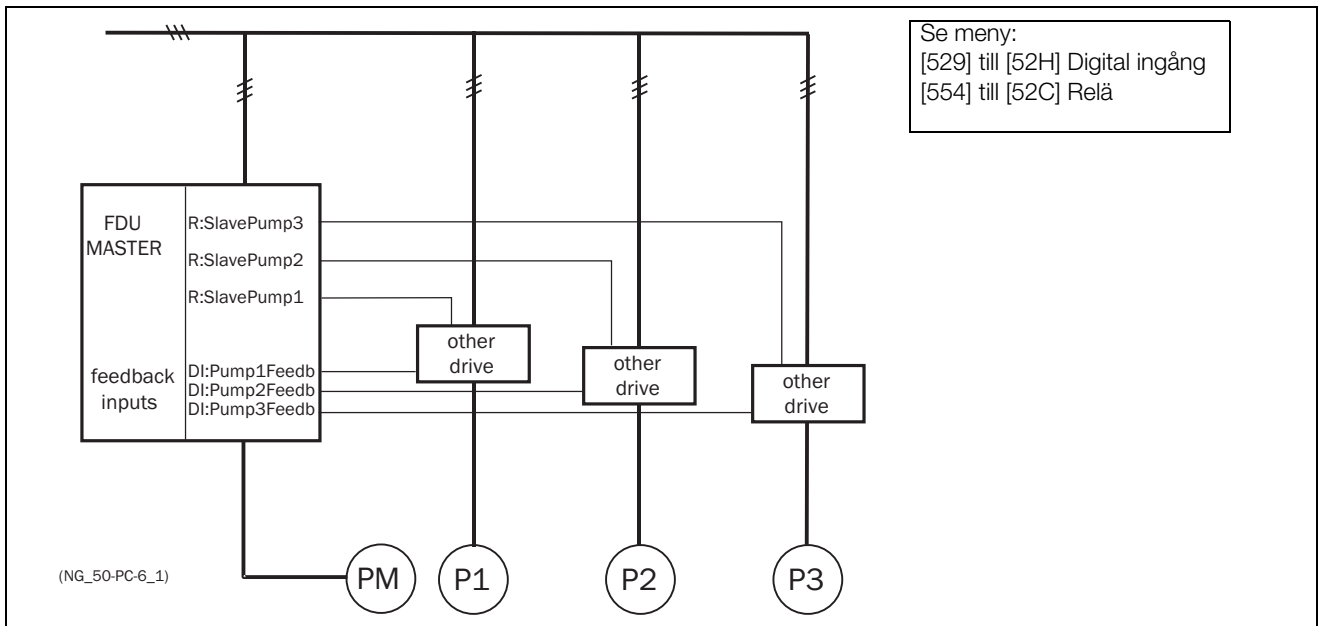 Se meny:
[529] till [52H] Digital ingång
[554] till [52C] Relä
FDU
MASTER
R:SlavePump3
R:SlavePump2
R:SlavePump1
feedback
inputs
DI:Pump1Feedb
DI:Pump2Feedb
DI:Pump3Feedb
other
drive
other
drive
other
drive
(NG_50-PC-6_1)
PM
P1
P2
P3